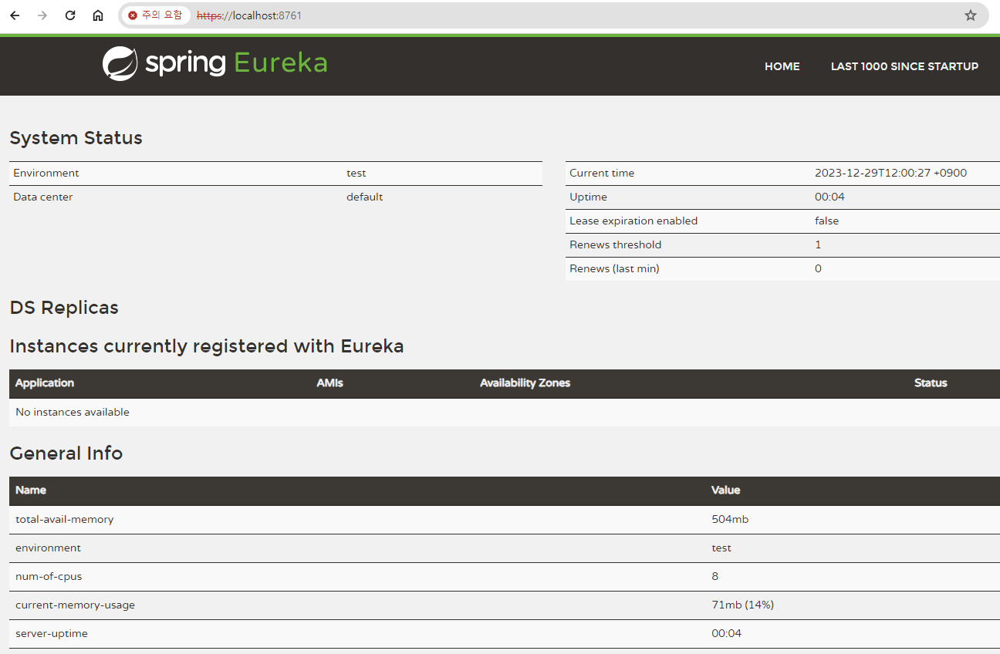 주의 요함 https://localhost:8761
spring Eureka
HOME LAST 1000 SINCE STARTUP
System Status
Environment test
Data center default
Current time 2023-12-29T12:00:27 +0900
Uptime 00:04
Lease expiration enabled false
Renews threshold 1
Renews (last min) 0
DS Replicas
Instances currently registered with Eureka
Application AMIs Availability Zones Status
No instances available
General Info
Name Value
total-avail-memory 504mb
environment test
num-of-cpus 8
current-memory-usage 71mb (14%)
server-uptime 00:04